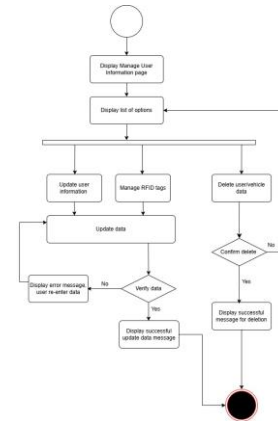 Display Manage User
Information page
Display list of options
Update user
information
Manage RFID tags
Delete user/vehicle
data
Update data
Confirm delete
No
Yes
Display error message,
user re-enter data
No
Verify data
Yes
Display successful
update data message
Display successful
message for deletion